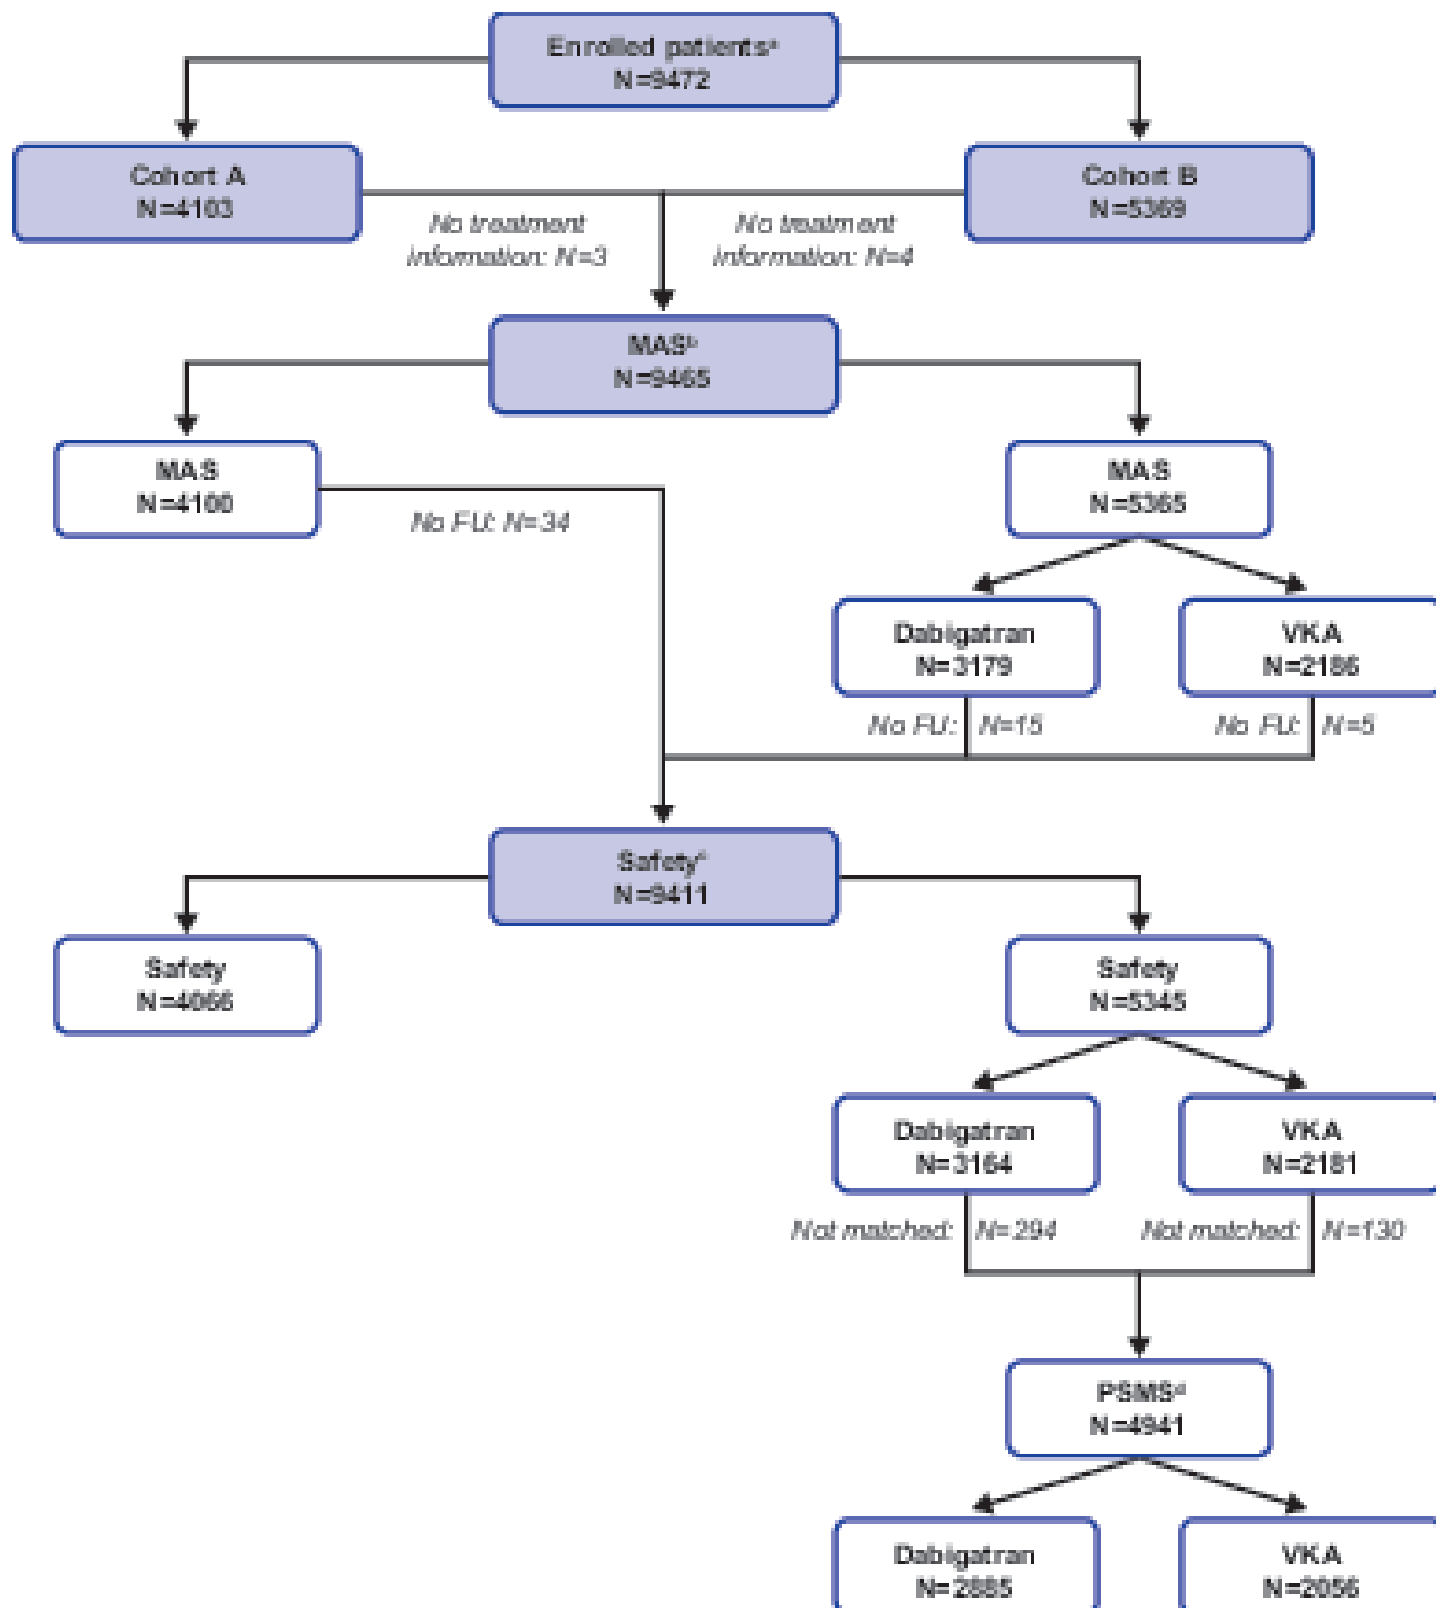 Enrolled patientsᵃ
N=9472
Cohort A
N=4103
Cohort B
N=5369
No treatment
information: N=3
No treatment
information: N=4
MASᵇ
N=9465
MAS
N=4100
MAS
N=5365
No FU: N=34
Dabigatran
N=3179
VKA
N=2186
No FU: N=15
No FU: N=5
Safetyᶜ
N=9411
Safety
N=4066
Safety
N=5345
Dabigatran
N=3164
VKA
N=2181
Not matched: N=294
Not matched: N=130
PSMSᵈ
N=4941
Dabigatran
N=2885
VKA
N=2056